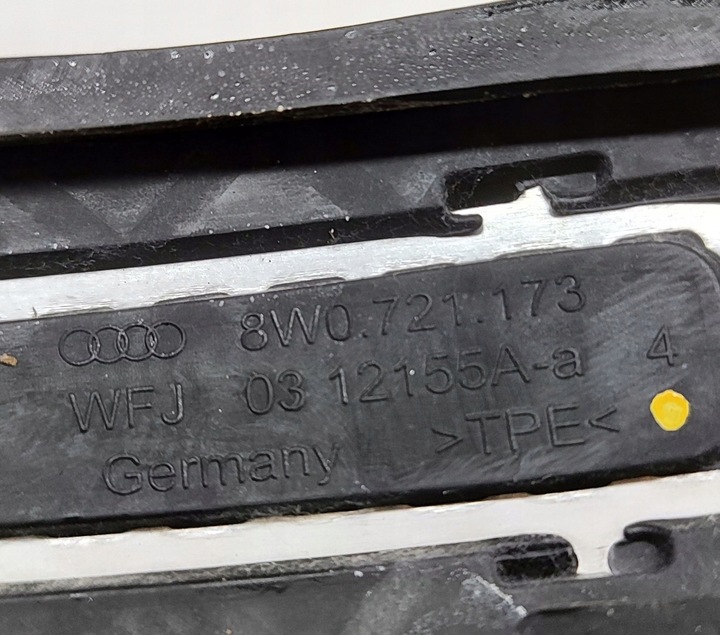 8W0.721.173
WFJ 03 12155A-a 4
Germany >TPE<